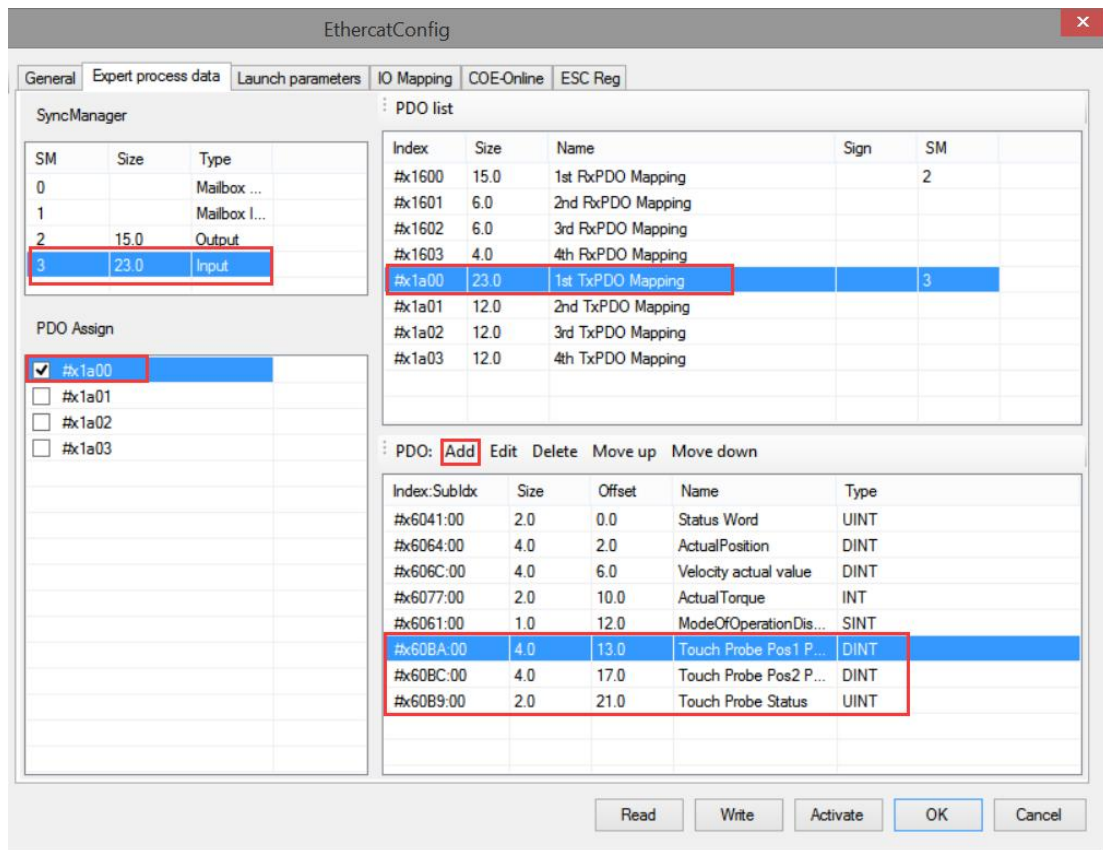 EthercatConfig
General Expert process data Launch parameters IO Mapping COE-Online ESC Reg
SyncManager
SM Size Type
0 Mailbox ...
1 Mailbox I...
2 15.0 Output
3 23.0 Input
PDO Assign
#x1a00
#x1a01
#x1a02
#x1a03
PDO list
Index Size Name Sign SM
#x1600 15.0 1st RxPDO Mapping 2
#x1601 6.0 2nd RxPDO Mapping
#x1602 6.0 3rd RxPDO Mapping
#x1603 4.0 4th RxPDO Mapping
#x1a00 23.0 1st TxPDO Mapping 3
#x1a01 12.0 2nd TxPDO Mapping
#x1a02 12.0 3rd TxPDO Mapping
#x1a03 12.0 4th TxPDO Mapping
PDO: Add Edit Delete Move up Move down
Index:SubIdx Size Offset Name Type
#x6041:00 2.0 0.0 Status Word UINT
#x6064:00 4.0 2.0 ActualPosition DINT
#x606C:00 4.0 6.0 Velocity actual value DINT
#x6077:00 2.0 10.0 ActualTorque INT
#x6061:00 1.0 12.0 ModeOfOperationDis... SINT
#x60BA:00 4.0 13.0 Touch Probe Pos1 P... DINT
#x60BC:00 4.0 17.0 Touch Probe Pos2 P... DINT
#x60B9:00 2.0 21.0 Touch Probe Status UINT
Read Write Activate OK Cancel